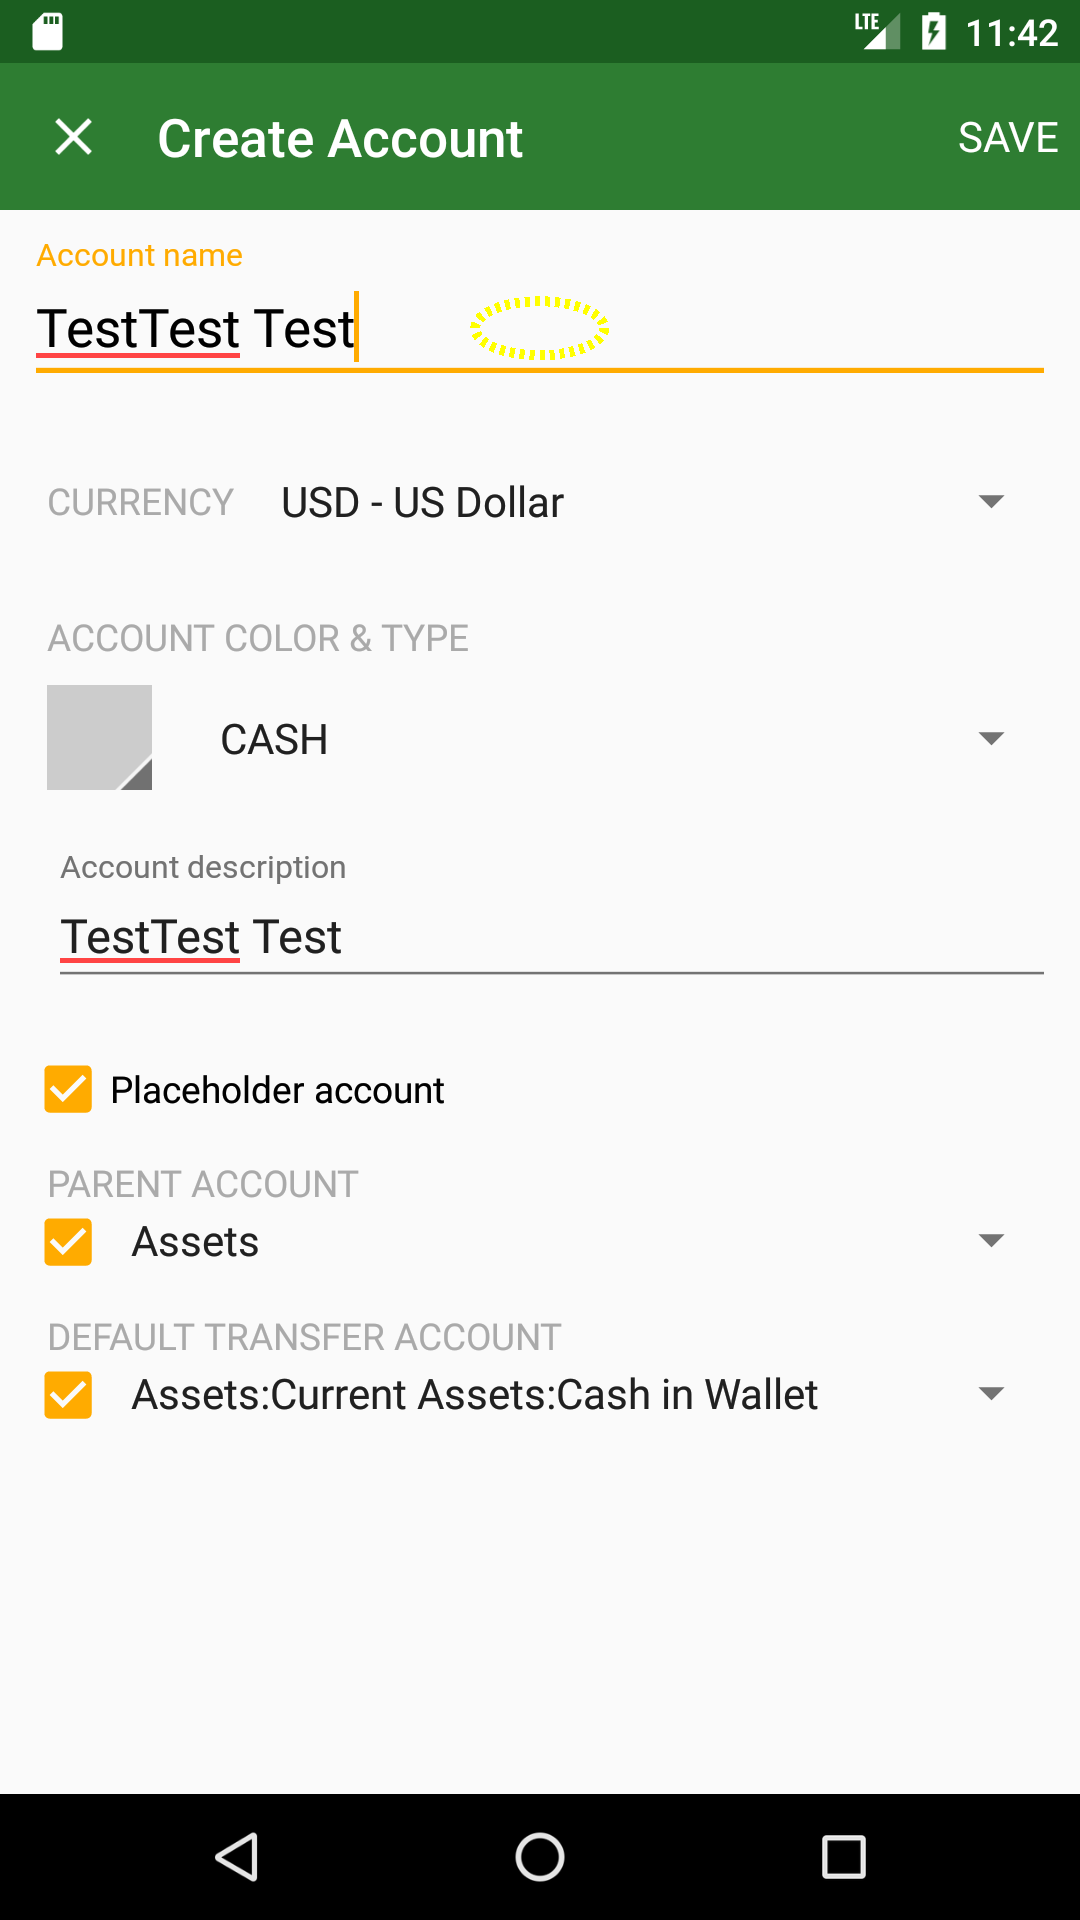 LTE 11:42
Create Account SAVE
Account name
TestTest Test
CURRENCY USD - US Dollar
ACCOUNT COLOR & TYPE
CASH
Account description
TestTest Test
Placeholder account
PARENT ACCOUNT
Assets
DEFAULT TRANSFER ACCOUNT
Assets:Current Assets:Cash in Wallet